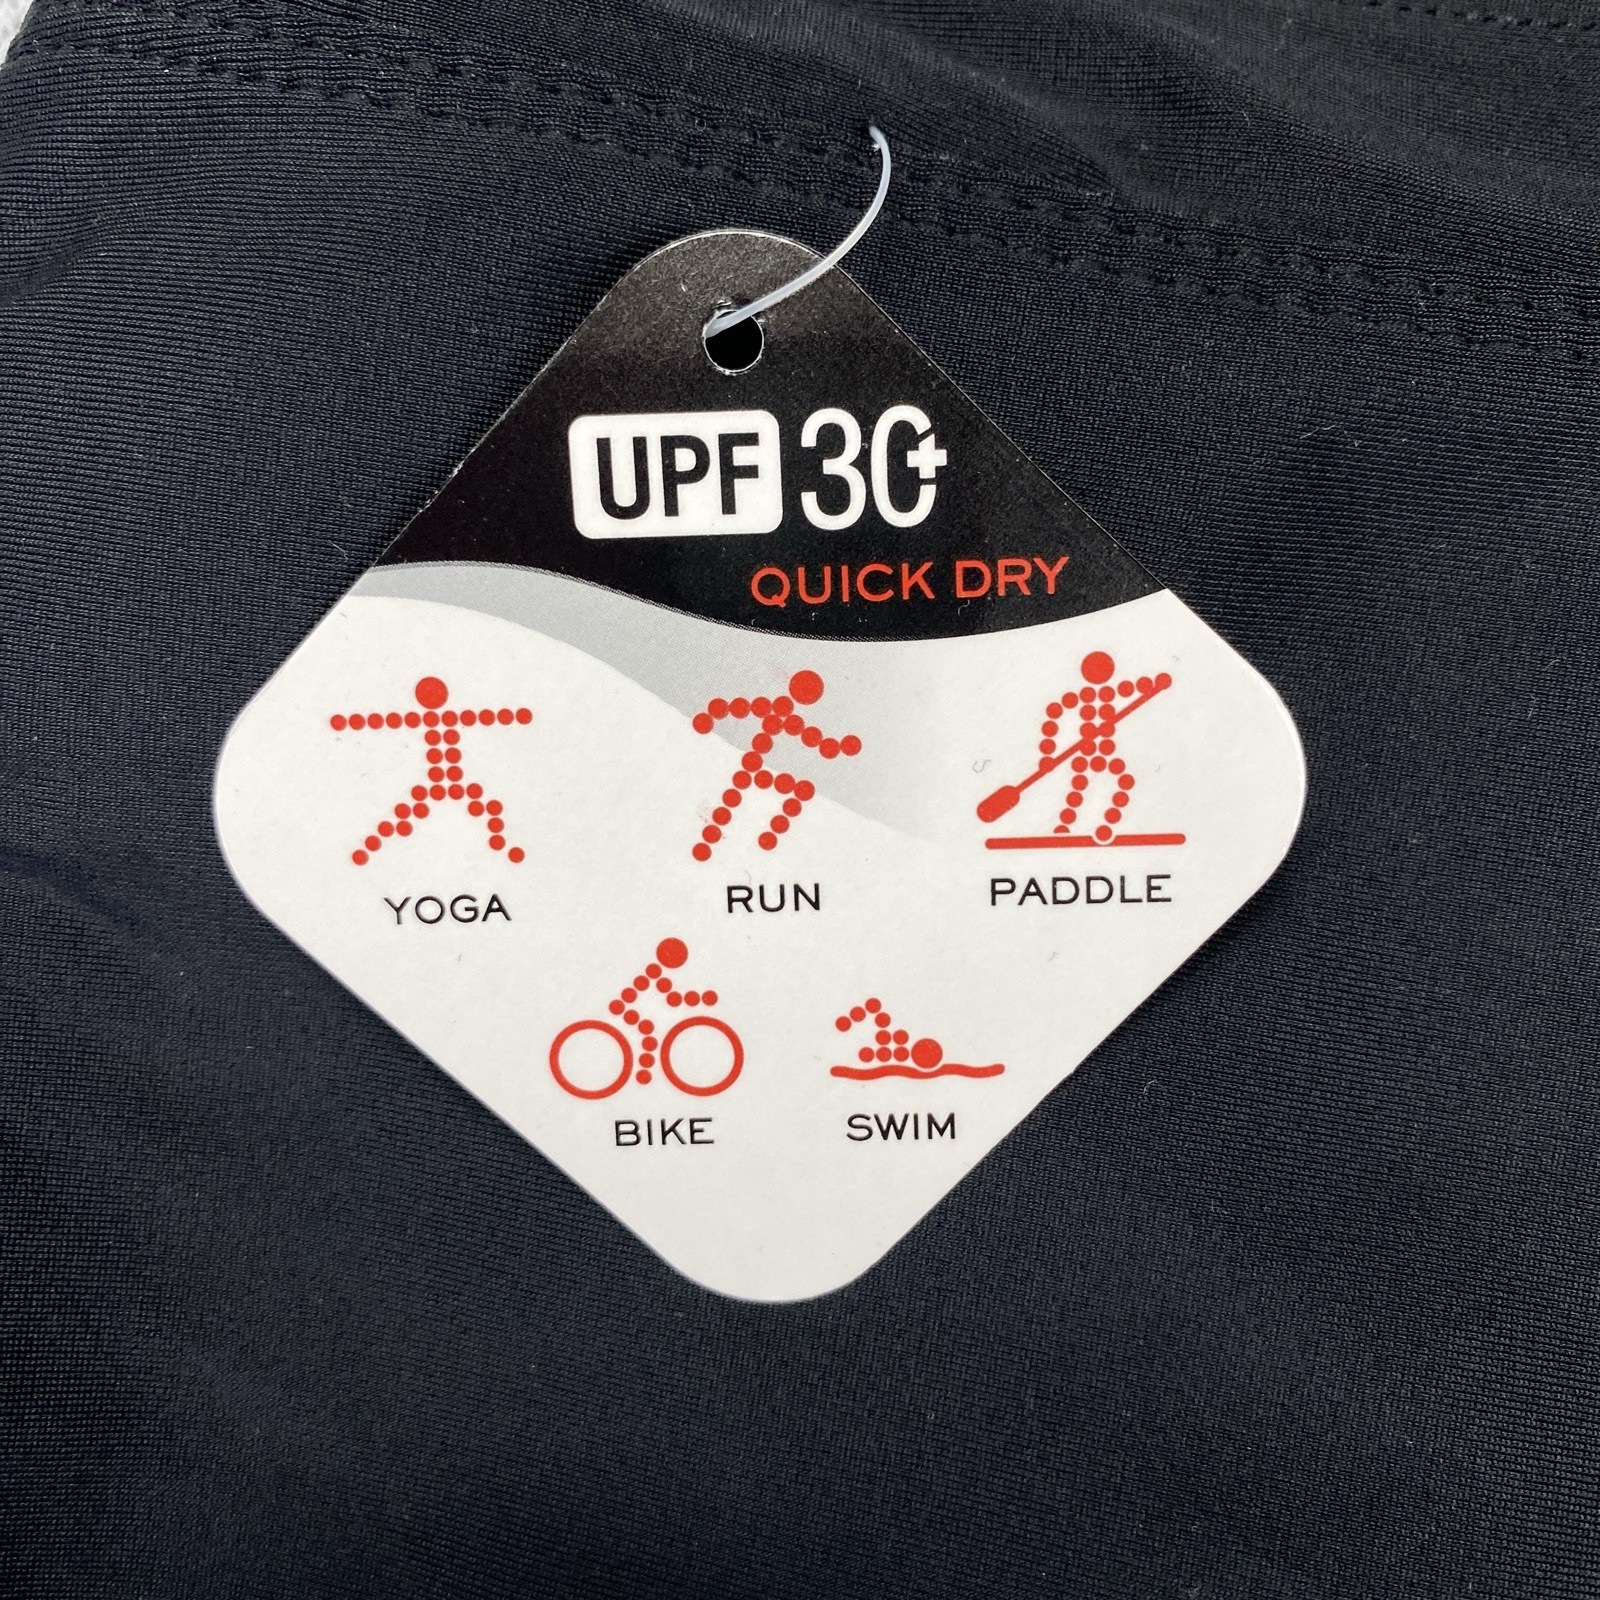 UPF 30+
QUICK DRY
YOGA RUN PADDLE
BIKE SWIM